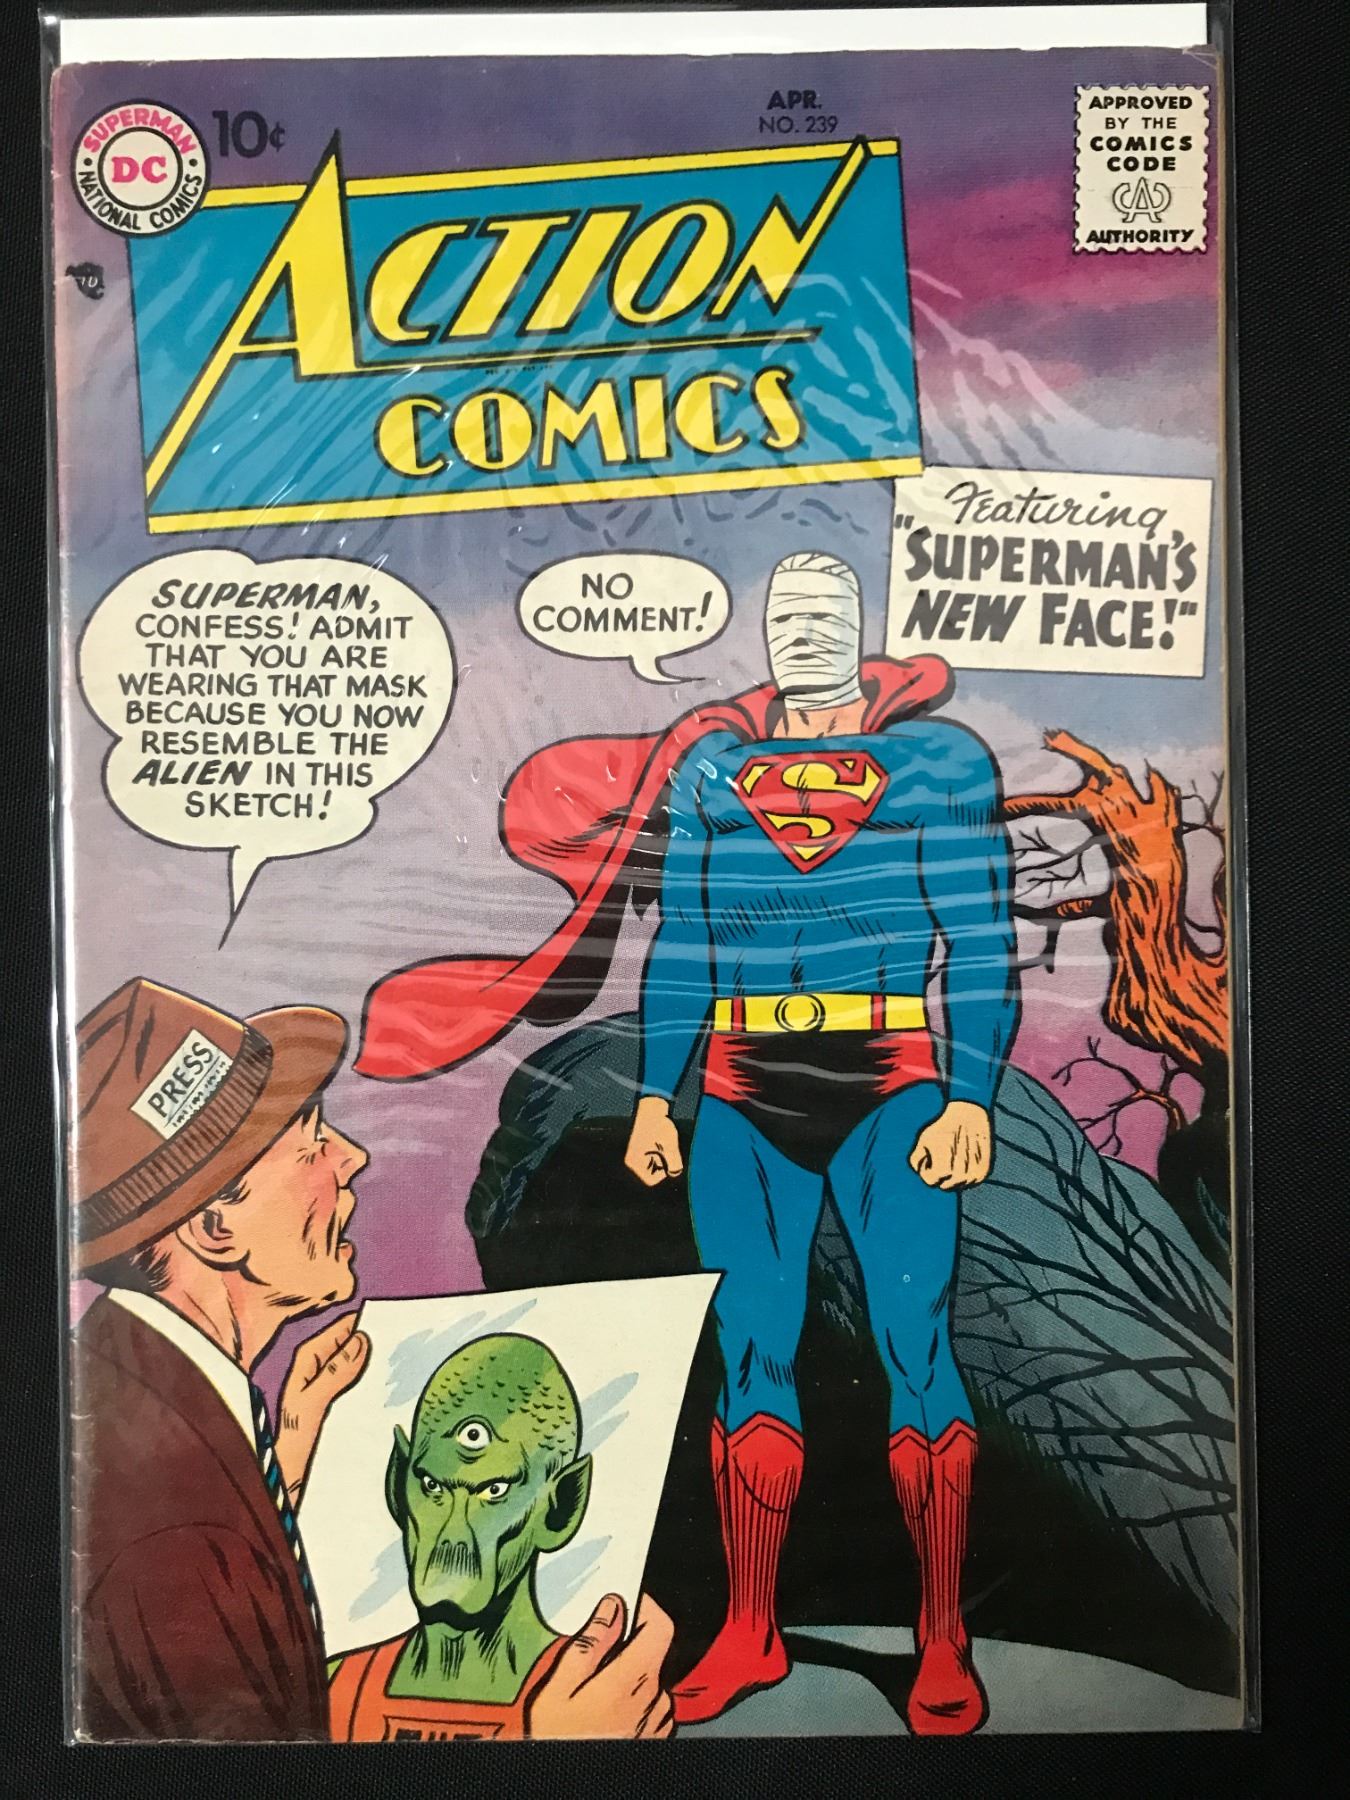 SUPERMAN
DC
NATIONAL COMICS
10¢
APR.
NO. 239
APPROVED
BY THE
COMICS
CODE
CA
AUTHORITY
ACTION
COMICS
Featuring
"SUPERMAN'S
NEW FACE!"
SUPERMAN,
CONFESS! ADMIT
THAT YOU ARE
WEARING THAT MASK
BECAUSE YOU NOW
RESEMBLE THE
ALIEN IN THIS
SKETCH!
NO
COMMENT!
S
PRESS